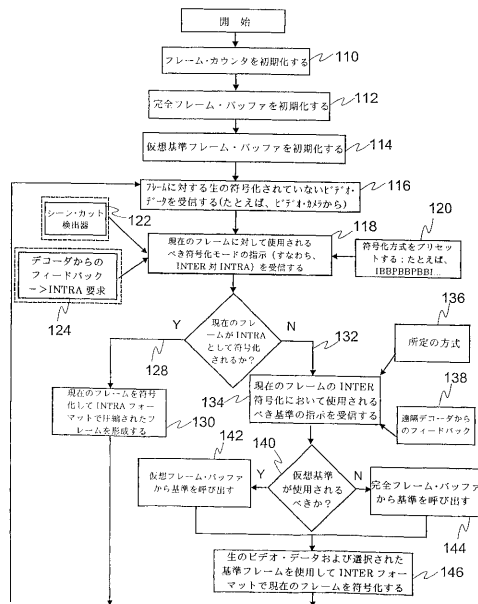 開 始
フレーム・カウンタを初期化する
110
完全フレーム・バッファを初期化する
112
仮想基準フレーム・バッファを初期化する
114
フレームに対する生の符号化されていないビデオ・
データを受信する(たとえば、ビデオ・カメラから)
116
シーン・カット
検出器
122
118
120
現在のフレームに対して使用される
べき符号化モードの指示（すなわち、
INTER 対 INTRA）を受信する
符号化方式をプリセット
する；たとえば、
IBBPBBPBBI...
デコーダからの
フィードバック
->INTRA 要求
124
Y
現在の
フレームがINTRA
として符号化
されるか？
N
128
132
136
所定の方式
現在のフレームを符号
化してINTRAフォー
マットで圧縮されたフ
レームを形成する
130
134
現在のフレームのINTER
符号化において使用される
べき基準の指示を受信する
138
遠隔デコーダか
らのフィードバック
142
140
仮想フレーム・バッファ
から基準を呼び出す
Y
仮想基準
が使用される
べきか？
N
完全フレーム・バッファ
から基準を呼び出す
144
生のビデオ・データおよび選択された
基準フレームを使用してINTERフォー
マットで現在のフレームを符号化する
146